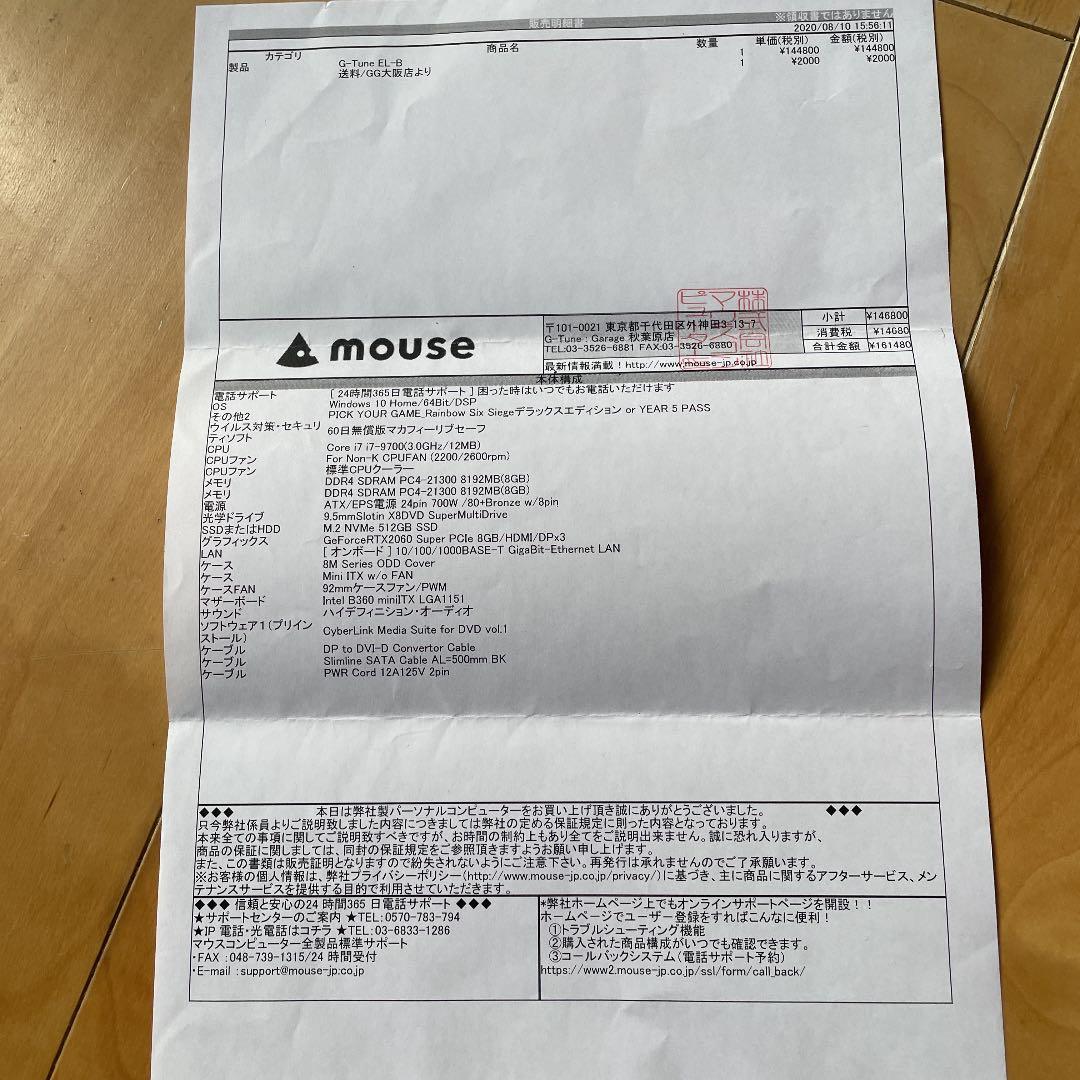 販売明細書
※領収書ではありません
2020/08/10 15:56:11
カテゴリ 商品名 数量 単価(税別) 金額(税別)
製品 G-Tune EL-B 1 ¥144800 ¥144800
送料/GG大阪店より 1 ¥2000 ¥2000
mouse
〒101-0021 東京都千代田区外神田3-13-7
G-Tune : Garage 秋葉原店
TEL:03-3526-6881 FAX:03-3526-6880
最新情報満載！http://www.mouse-jp.co.jp
小計 ¥146800
消費税 ¥14680
合計金額 ¥161480
本体構成
電話サポート [ 24時間365日電話サポート ] 困った時はいつでもお電話いただけます
OS Windows 10 Home/64Bit/DSP
その他2 PICK YOUR GAME_Rainbow Six Siegeデラックスエディション or YEAR 5 PASS
ウイルス対策・セキュリ
ティソフト 60日無償版マカフィーリブセーフ
CPU Core i7 i7-9700(3.0GHz/12MB)
CPUファン For Non-K CPUFAN (2200/2600rpm)
CPUファン 標準CPUクーラー
メモリ DDR4 SDRAM PC4-21300 8192MB(8GB)
メモリ DDR4 SDRAM PC4-21300 8192MB(8GB)
電源 ATX/EPS電源 24pin 700W /80+Bronze w/8pin
光学ドライブ 9.5mmSlotin X8DVD SuperMultiDrive
SSDまたはHDD M.2 NVMe 512GB SSD
グラフィックス GeForceRTX2060 Super PCIe 8GB/HDMI/DPx3
LAN [ オンボード ] 10/100/1000BASE-T GigaBit-Ethernet LAN
ケース 8M Series ODD Cover
ケース Mini ITX w/o FAN
ケースFAN 92mmケースファン/PWM
マザーボード Intel B360 miniITX LGA1151
サウンド ハイデフィニション・オーディオ
ソフトウェア1（プリイン
ストール） CyberLink Media Suite for DVD vol.1
ケーブル DP to DVI-D Convertor Cable
ケーブル Slimline SATA Cable AL=500mm BK
ケーブル PWR Cord 12A125V 2pin
◆◆◆ 本日は弊社製パーソナルコンピューターをお買い上げ頂き誠にありがとうございました。 ◆◆◆
只今弊社係員よりご説明致しました内容につきましては弊社の定める保証規定に則った内容となっております。
本来全ての事項に関してご説明致すべきですが、お時間の制約上もあり全てをご説明出来ません。誠に恐れ入りますが、
商品の保証に関しましては、同封の保証規定をご参照頂きますようお願い申し上げます。
また、この書類は販売証明となりますので紛失されないようにご注意下さい。再発行は承れませんのでご了承願います。
※お客様の個人情報は、弊社プライバシーポリシー(http://www.mouse-jp.co.jp/privacy/)に基づき、主に商品に関するアフターサービス、メン
テナンスサービスを提供する目的で利用させていただきます。
◆◆◆ 信頼と安心の24 時間365 日電話サポート ◆◆◆
★サポートセンターのご案内 ★TEL:0570-783-794
★IP 電話・光電話はコチラ ★TEL:03-6833-1286
マウスコンピューター全製品標準サポート
・FAX :048-739-1315/24 時間受付
・E-mail :support@mouse-jp.co.jp
*弊社ホームページ上でもオンラインサポートページを開設！！
ホームページでユーザー登録をすればこんなに便利！
①トラブルシューティング機能
②購入された商品構成がいつでも確認できます。
③コールバックシステム(電話サポート予約)
https://www2.mouse-jp.co.jp/ssl/form/call_back/